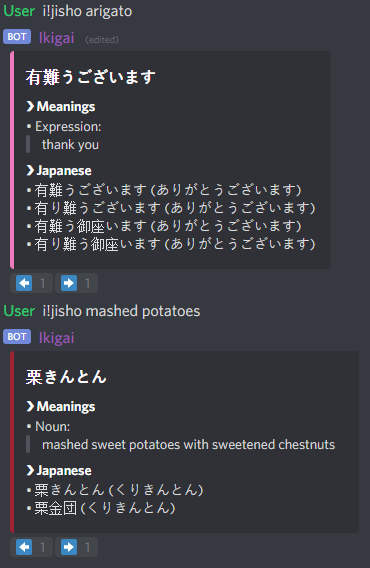 User i!jisho arigato
BOT Ikigai (edited)
有難うございます
❯Meanings
• Expression:
thank you
❯Japanese
• 有難うございます (ありがとうございます)
• 有り難うございます (ありがとうございます)
• 有難う御座います (ありがとうございます)
• 有り難う御座います (ありがとうございます)
⬅ 1 ➡ 1
User i!jisho mashed potatoes
BOT Ikigai
栗きんとん
❯Meanings
• Noun:
mashed sweet potatoes with sweetened chestnuts
❯Japanese
• 栗きんとん (くりきんとん)
• 栗金団 (くりきんとん)
⬅ 1 ➡ 1